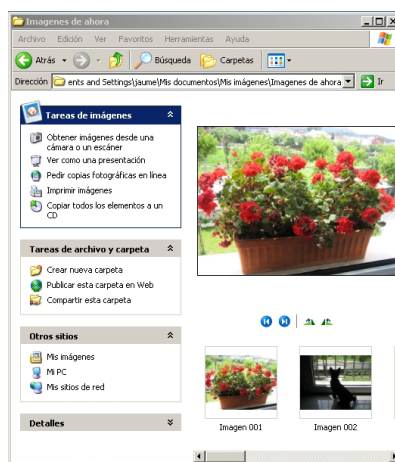 Imagenes de ahora
Archivo Edición Ver Favoritos Herramientas Ayuda
Atrás Búsqueda Carpetas
Dirección ents and Settings\jaume\Mis documentos\Mis imágenes\Imagenes de ahora Ir
Tareas de imágenes
Obtener imágenes desde una
cámara o un escáner
Ver como una presentación
Pedir copias fotográficas en línea
Imprimir imágenes
Copiar todos los elementos a un
CD
Tareas de archivo y carpeta
Crear nueva carpeta
Publicar esta carpeta en Web
Compartir esta carpeta
Otros sitios
Mis imágenes
Mi PC
Mis sitios de red
Detalles
Imagen 001 Imagen 002